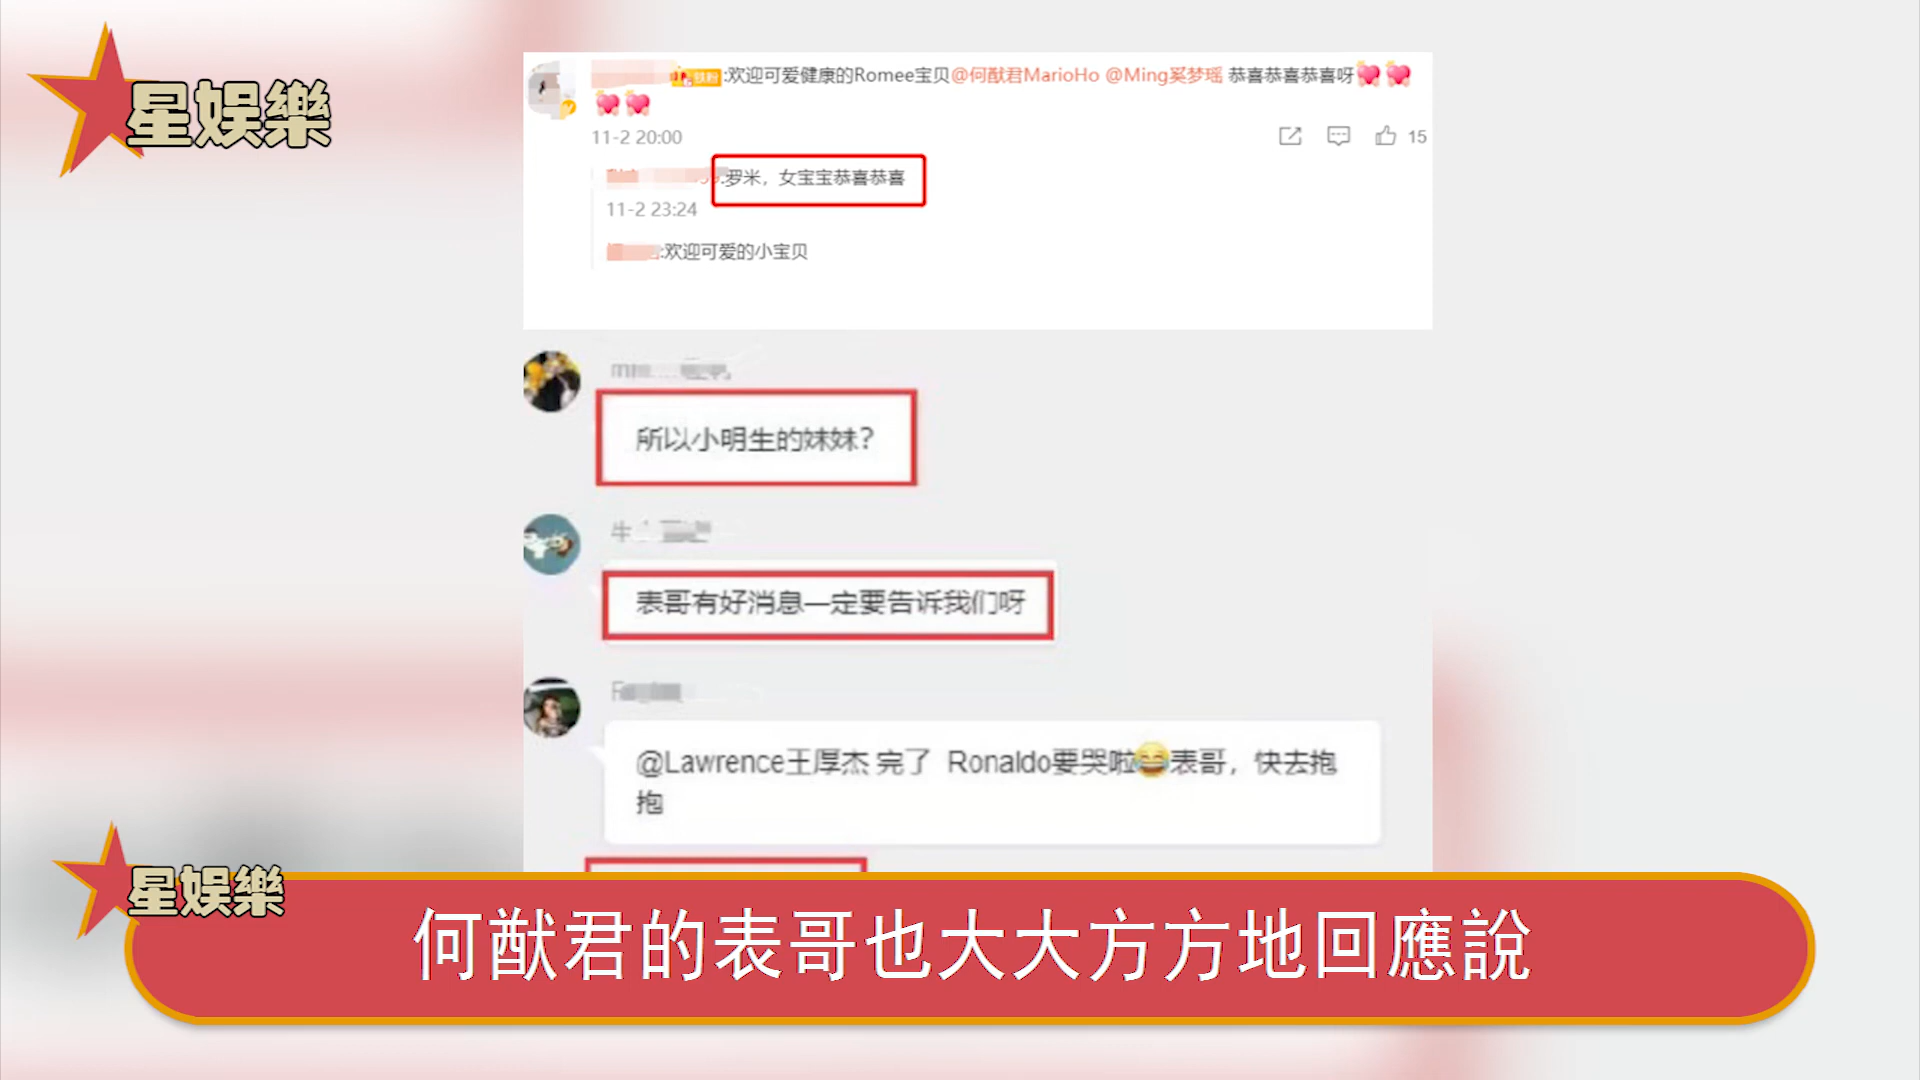 星娱樂
:欢迎可爱健康的Romee宝贝@何猷君MarioHo @Ming奚梦瑶 恭喜恭喜恭喜呀
11-2 20:00
15
:罗米，女宝宝恭喜恭喜
11-2 23:24
:欢迎可爱的小宝贝
所以小明生的妹妹?
表哥有好消息一定要告诉我们呀
@Lawrence王厚杰 完了 Ronaldo要哭啦😄表哥，快去抱
抱
星娱樂
何猷君的表哥也大大方方地回應說